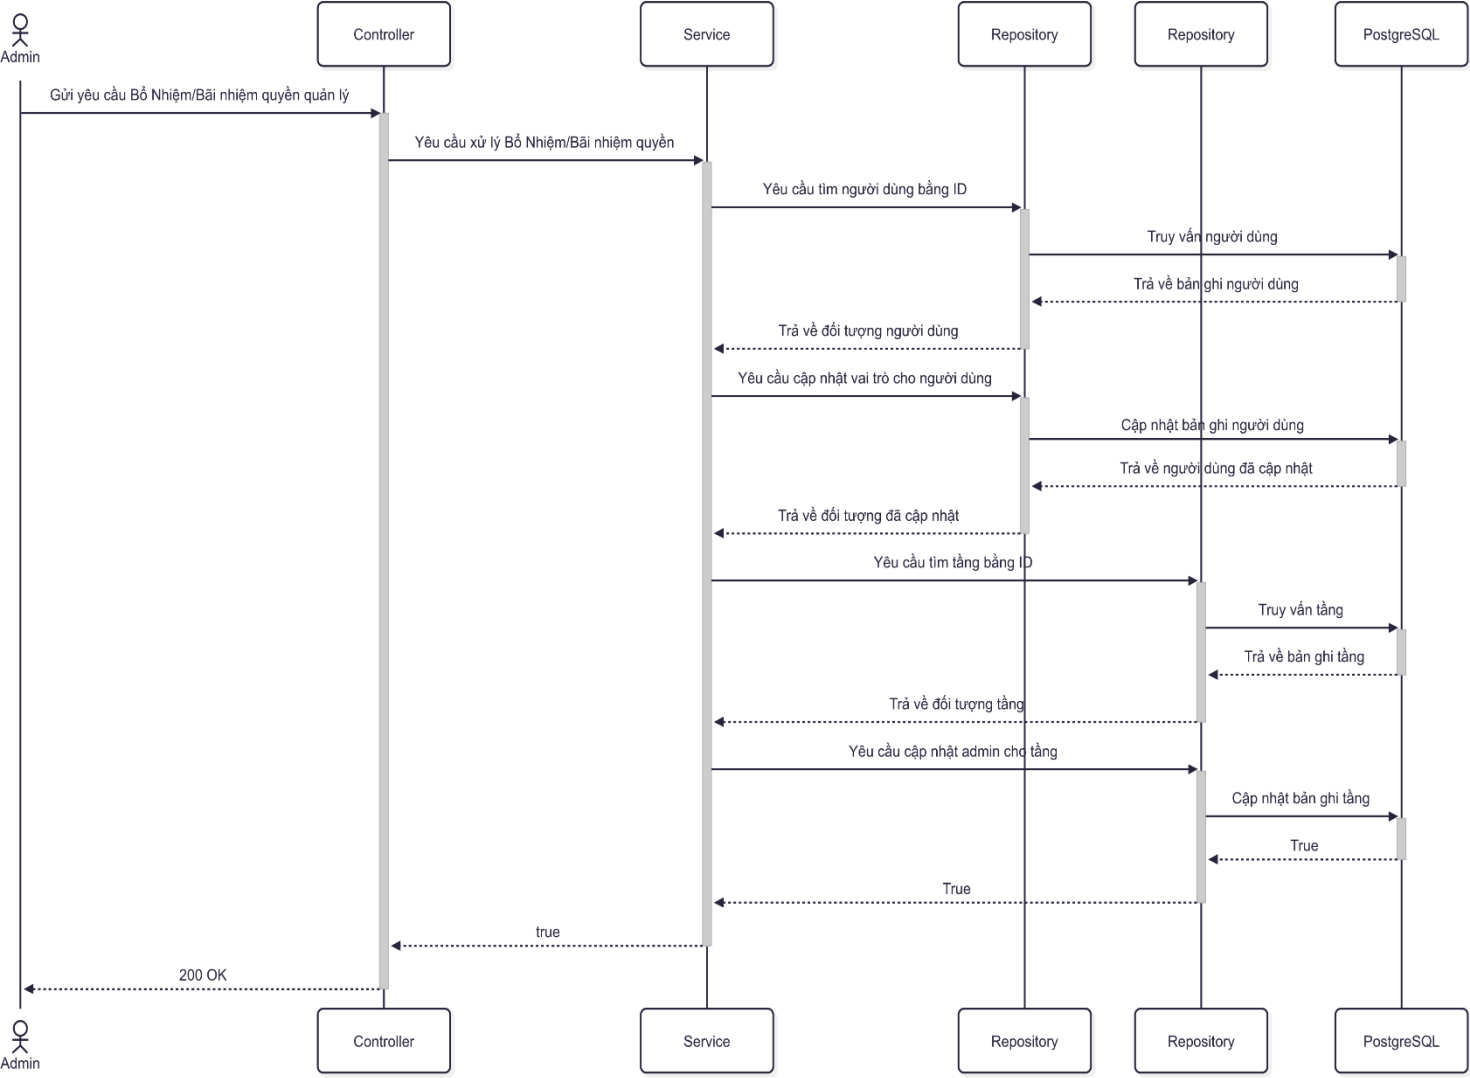 Admin
Controller
Service
Repository
Repository
PostgreSQL
Gửi yêu cầu Bổ Nhiệm/Bãi nhiệm quyền quản lý
Yêu cầu xử lý Bổ Nhiệm/Bãi nhiệm quyền
Yêu cầu tìm người dùng bằng ID
Truy vấn người dùng
Trả về bản ghi người dùng
Trả về đối tượng người dùng
Yêu cầu cập nhật vai trò cho người dùng
Cập nhật bản ghi người dùng
Trả về người dùng đã cập nhật
Trả về đối tượng đã cập nhật
Yêu cầu tìm tầng bằng ID
Truy vấn tầng
Trả về bản ghi tầng
Trả về đối tượng tầng
Yêu cầu cập nhật admin cho tầng
Cập nhật bản ghi tầng
True
True
true
200 OK
Admin
Controller
Service
Repository
Repository
PostgreSQL